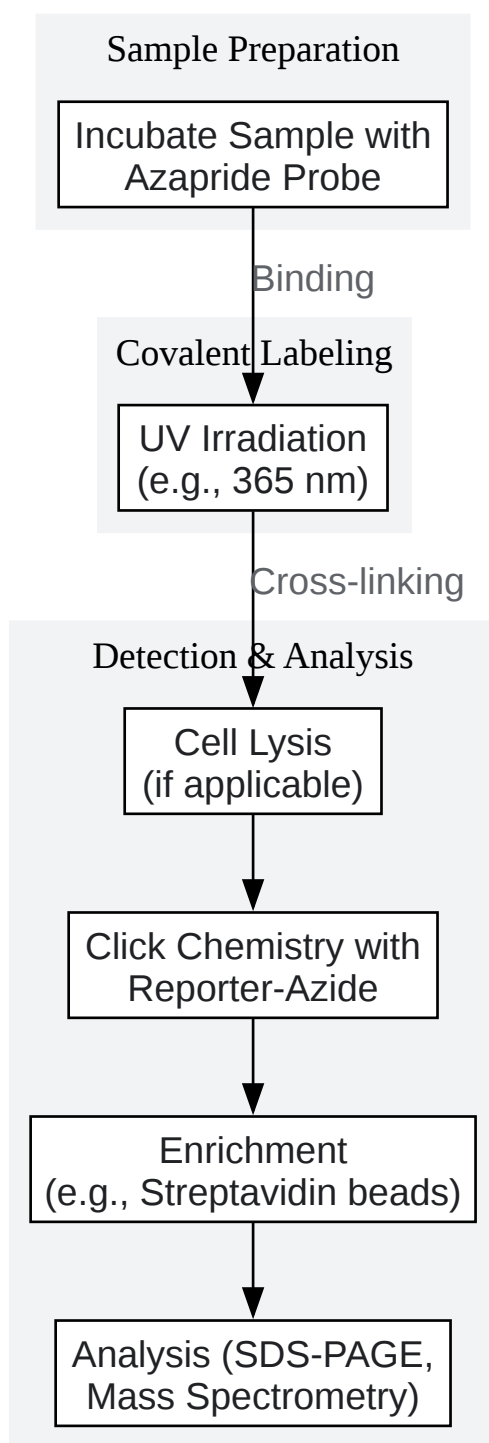 Sample Preparation
Incubate Sample with
Azapride Probe
Binding
Covalent Labeling
UV Irradiation
(e.g., 365 nm)
Cross-linking
Detection & Analysis
Cell Lysis
(if applicable)
Click Chemistry with
Reporter-Azide
Enrichment
(e.g., Streptavidin beads)
Analysis (SDS-PAGE,
Mass Spectrometry)